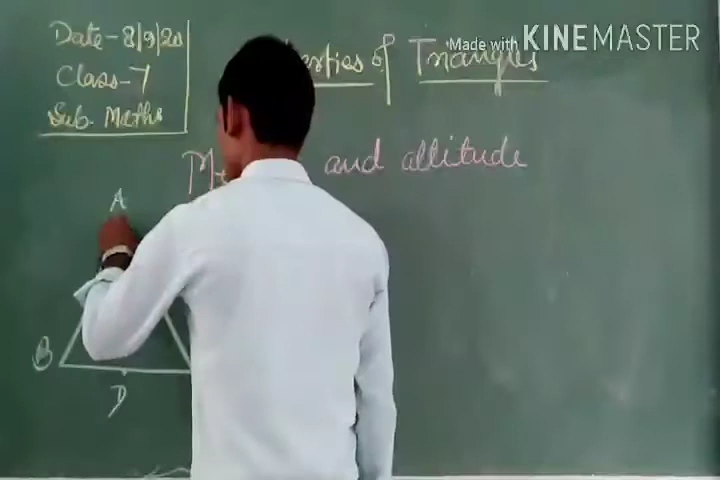 Made with KINEMASTER
Date - 8/9/20
Class - 7
Sub. Maths
of Triangles
and altitude
A
B
D